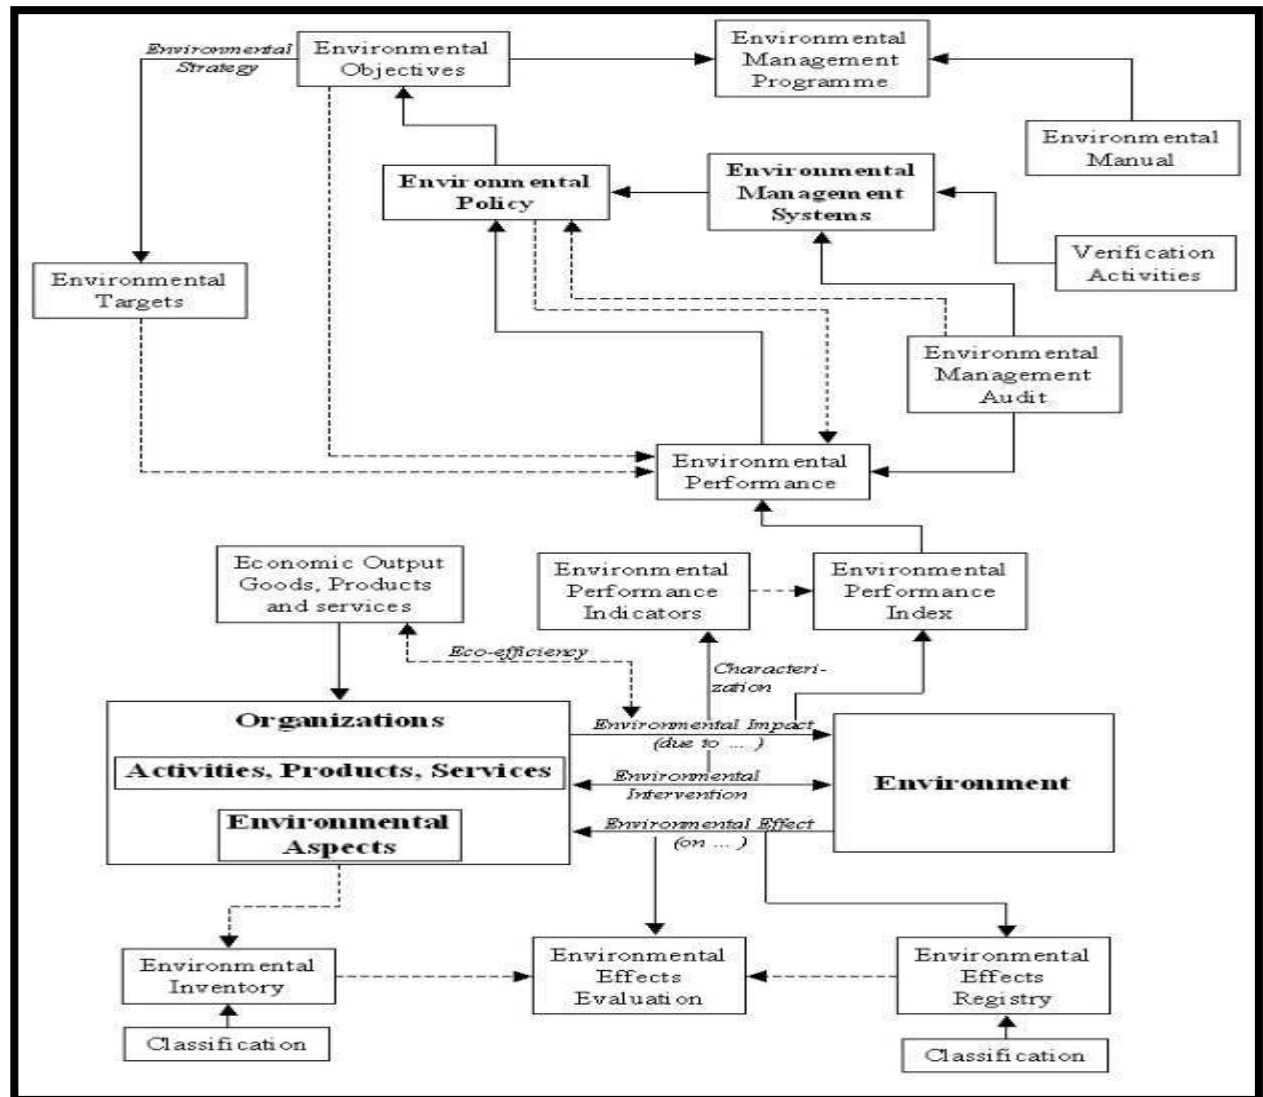 Environmental
Strategy
Environmental
Objectives
Environmental
Management
Programme
Environmental
Manual
Environmental
Policy
Environmental
Management
Systems
Verification
Activities
Environmental
Targets
Environmental
Management
Audit
Environmental
Performance
Economic Output
Goods, Products
and services
Environmental
Performance
Indicators
Environmental
Performance
Index
Eco-efficiency
Characteri-
zation
Organizations
Activities, Products, Services
Environmental
Aspects
Environmental Impact
(due to ... )
Environmental
Intervention
Environmental Effect
(on ... )
Environment
Environmental
Inventory
Classification
Environmental
Effects
Evaluation
Environmental
Effects
Registry
Classification